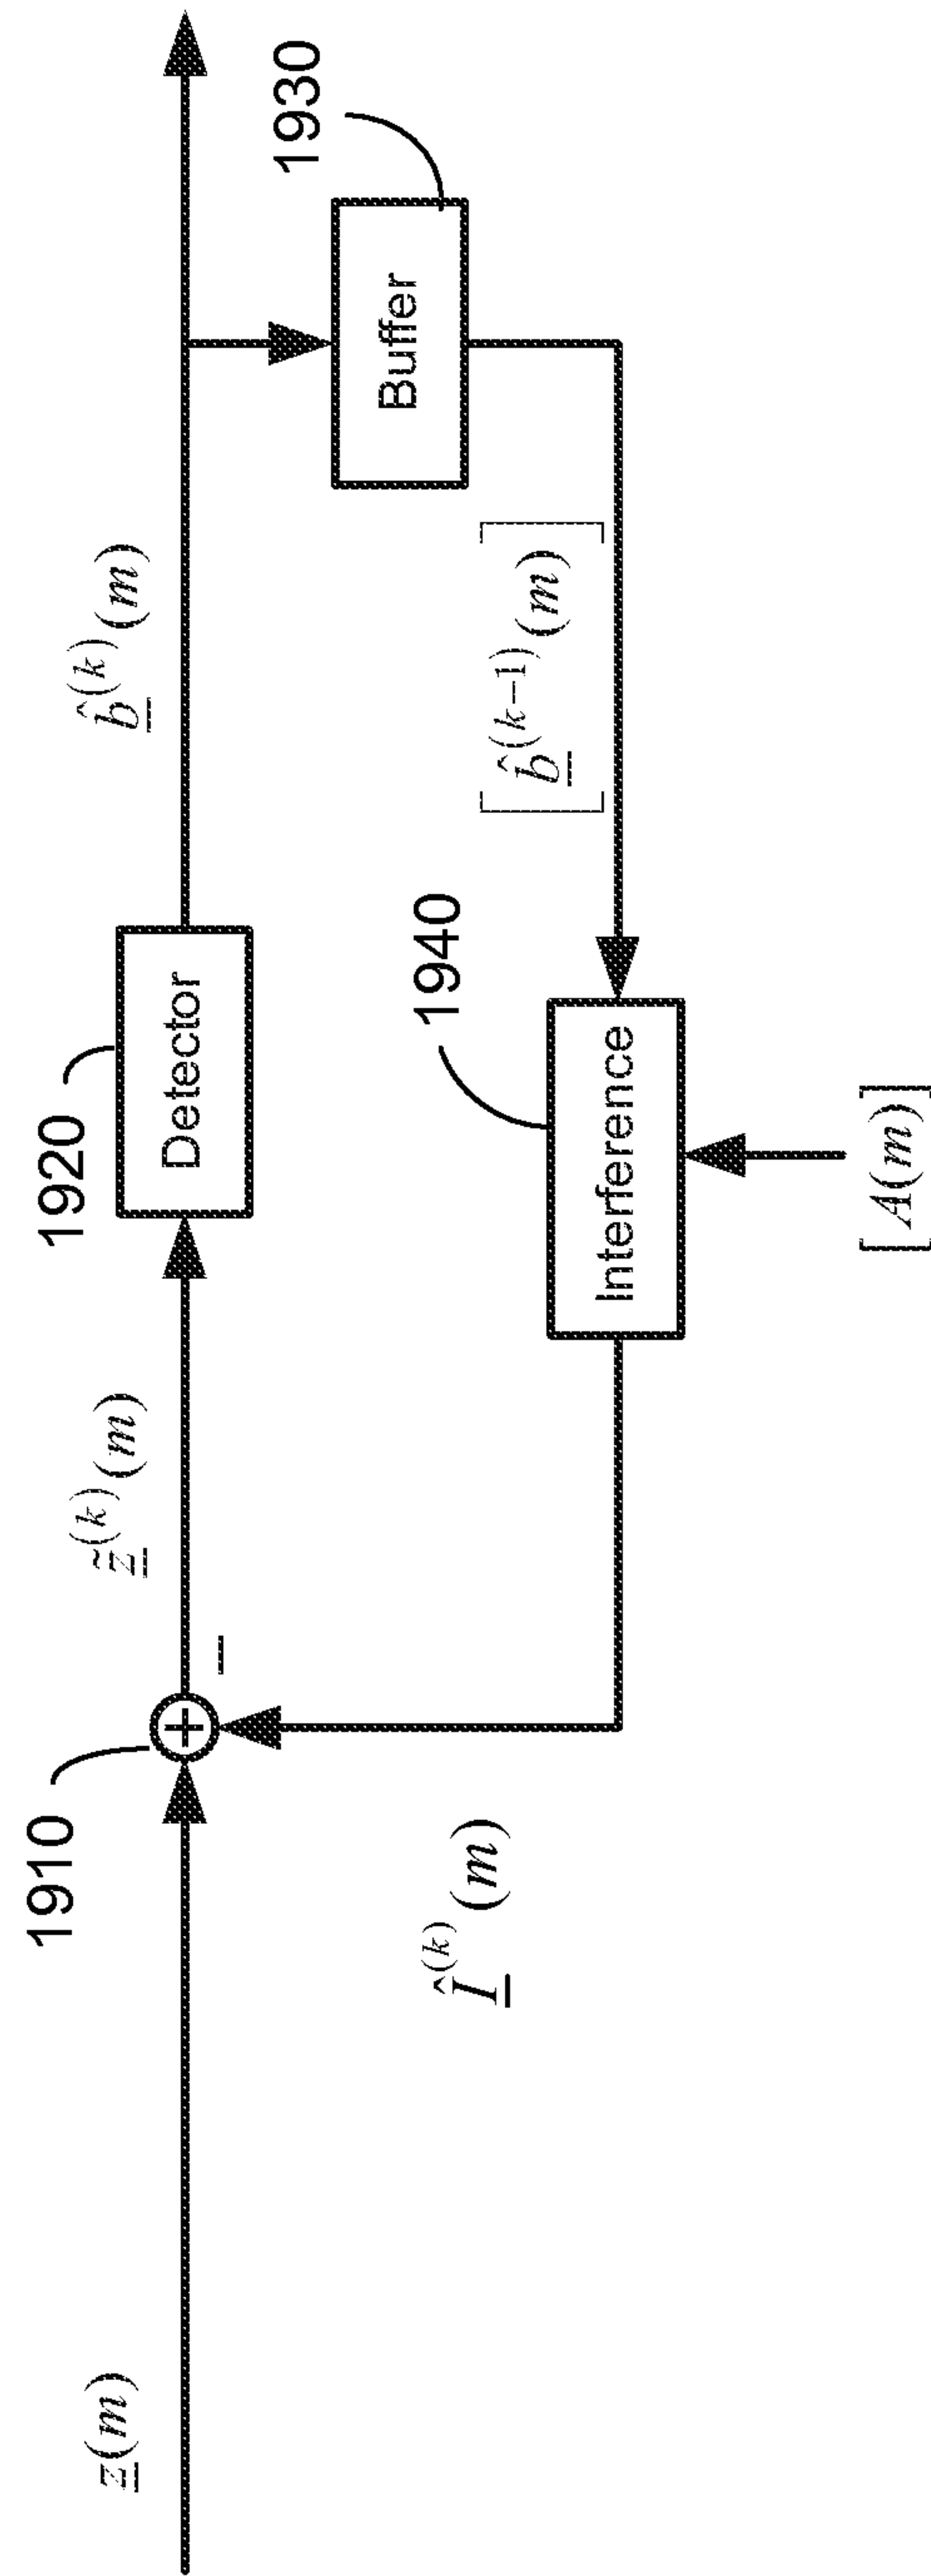 1910
1920
1930
1940
z(m)
z̃^(k)(m)
b̂^(k)(m)
Detector
Buffer
[b̂^(k−1)(m)]
Interference
[A(m)]
Î^(k)(m)
+
−